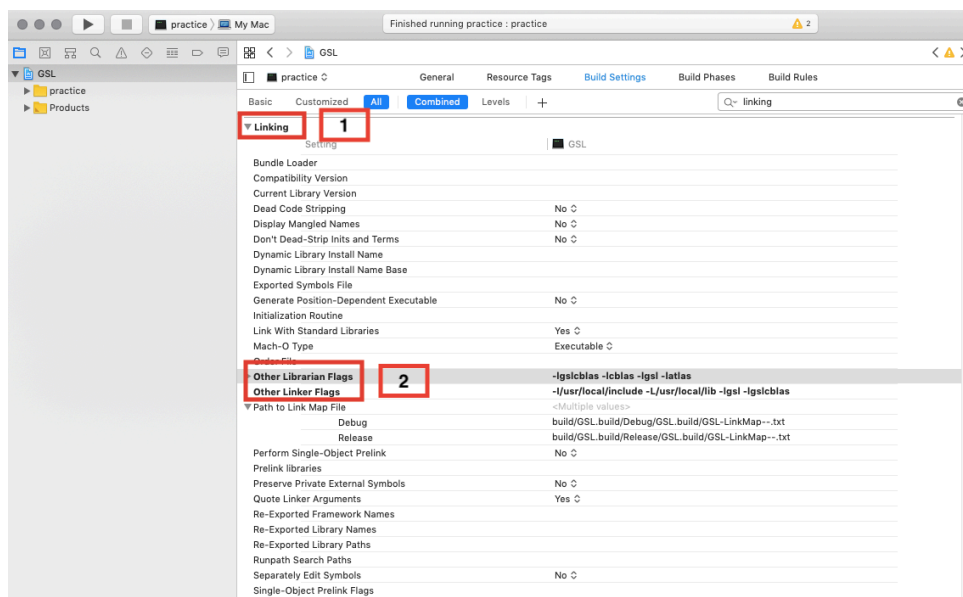 practice 〉 My Mac
Finished running practice : practice
2
GSL
GSL
practice
Products
practice
General
Resource Tags
Build Settings
Build Phases
Build Rules
Basic
Customized
All
Combined
Levels
+
linking
Linking
1
Setting
GSL
Bundle Loader
Compatibility Version
Current Library Version
Dead Code Stripping No
Display Mangled Names No
Don't Dead-Strip Inits and Terms No
Dynamic Library Install Name
Dynamic Library Install Name Base
Exported Symbols File
Generate Position-Dependent Executable No
Initialization Routine
Link With Standard Libraries Yes
Mach-O Type Executable
Order File
Other Librarian Flags -lgslcblas -lcblas -lgsl -latlas
2
Other Linker Flags -I/usr/local/include -L/usr/local/lib -lgsl -lgslcblas
Path to Link Map File <Multiple values>
Debug build/GSL.build/Debug/GSL.build/GSL-LinkMap--.txt
Release build/GSL.build/Release/GSL.build/GSL-LinkMap--.txt
Perform Single-Object Prelink No
Prelink libraries
Preserve Private External Symbols No
Quote Linker Arguments Yes
Re-Exported Framework Names
Re-Exported Library Names
Re-Exported Library Paths
Runpath Search Paths
Separately Edit Symbols No
Single-Object Prelink Flags